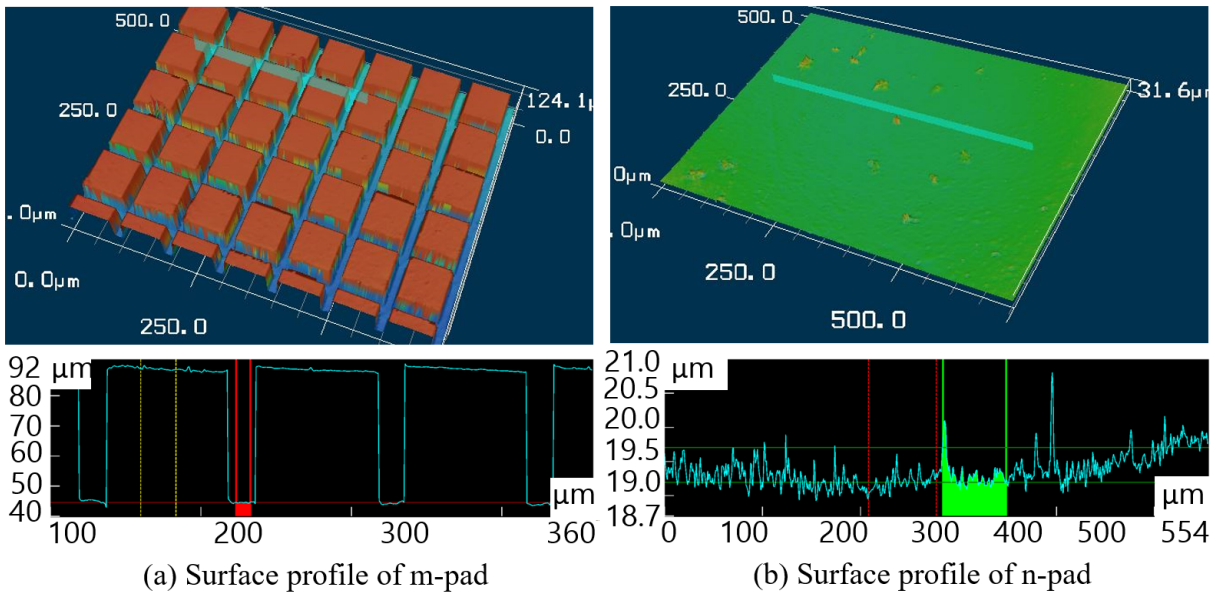 500.0
250.0
.0μm
0.0μm
250.0
124.1μ
0.0
500.0
250.0
0μm
.0μm
250.0
500.0
31.6μm
92
80
70
60
50
40
μm
μm
100
200
300
360
21.0
20.5
20.0
19.5
19.0
18.7
μm
μm
0
100
200
300
400
500
554
(a) Surface profile of m-pad
(b) Surface profile of n-pad